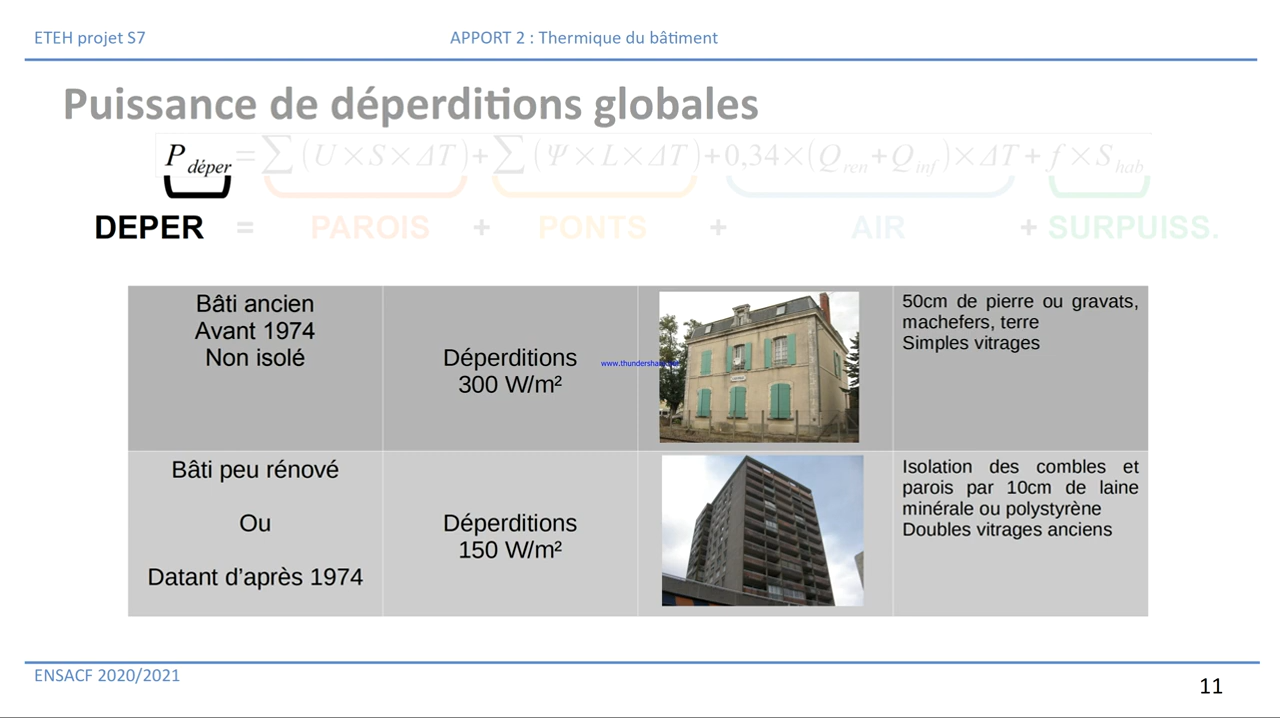 ETEH projet S7
APPORT 2 : Thermique du bâtiment
Puissance de déperditions globales
P déper = ∑ ( U × S × ΔT ) + ∑ ( Ψ × L × ΔT ) + 0,34 × ( Q ren + Q inf ) × ΔT + f × S hab
DEPER = PAROIS + PONTS + AIR + SURPUISS.
Bâti ancien
Avant 1974
Non isolé
Déperditions
300 W/m²
50cm de pierre ou gravats,
machefers, terre
Simples vitrages
Bâti peu rénové
Ou
Datant d’après 1974
Déperditions
150 W/m²
Isolation des combles et
parois par 10cm de laine
minérale ou polystyrène
Doubles vitrages anciens
ENSACF 2020/2021
11